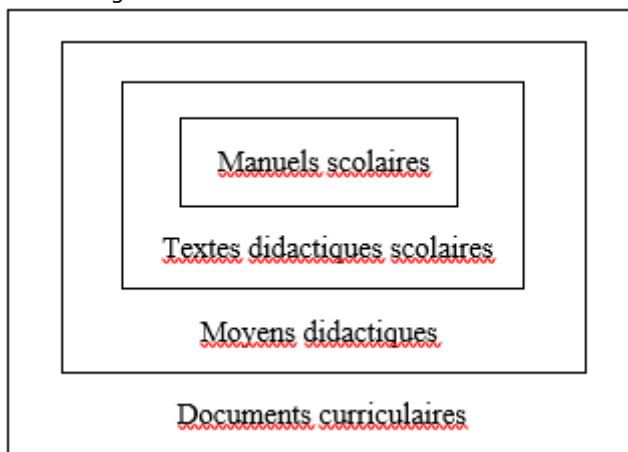 Manuels scolaires
Textes didactiques scolaires
Moyens didactiques
Documents curriculaires